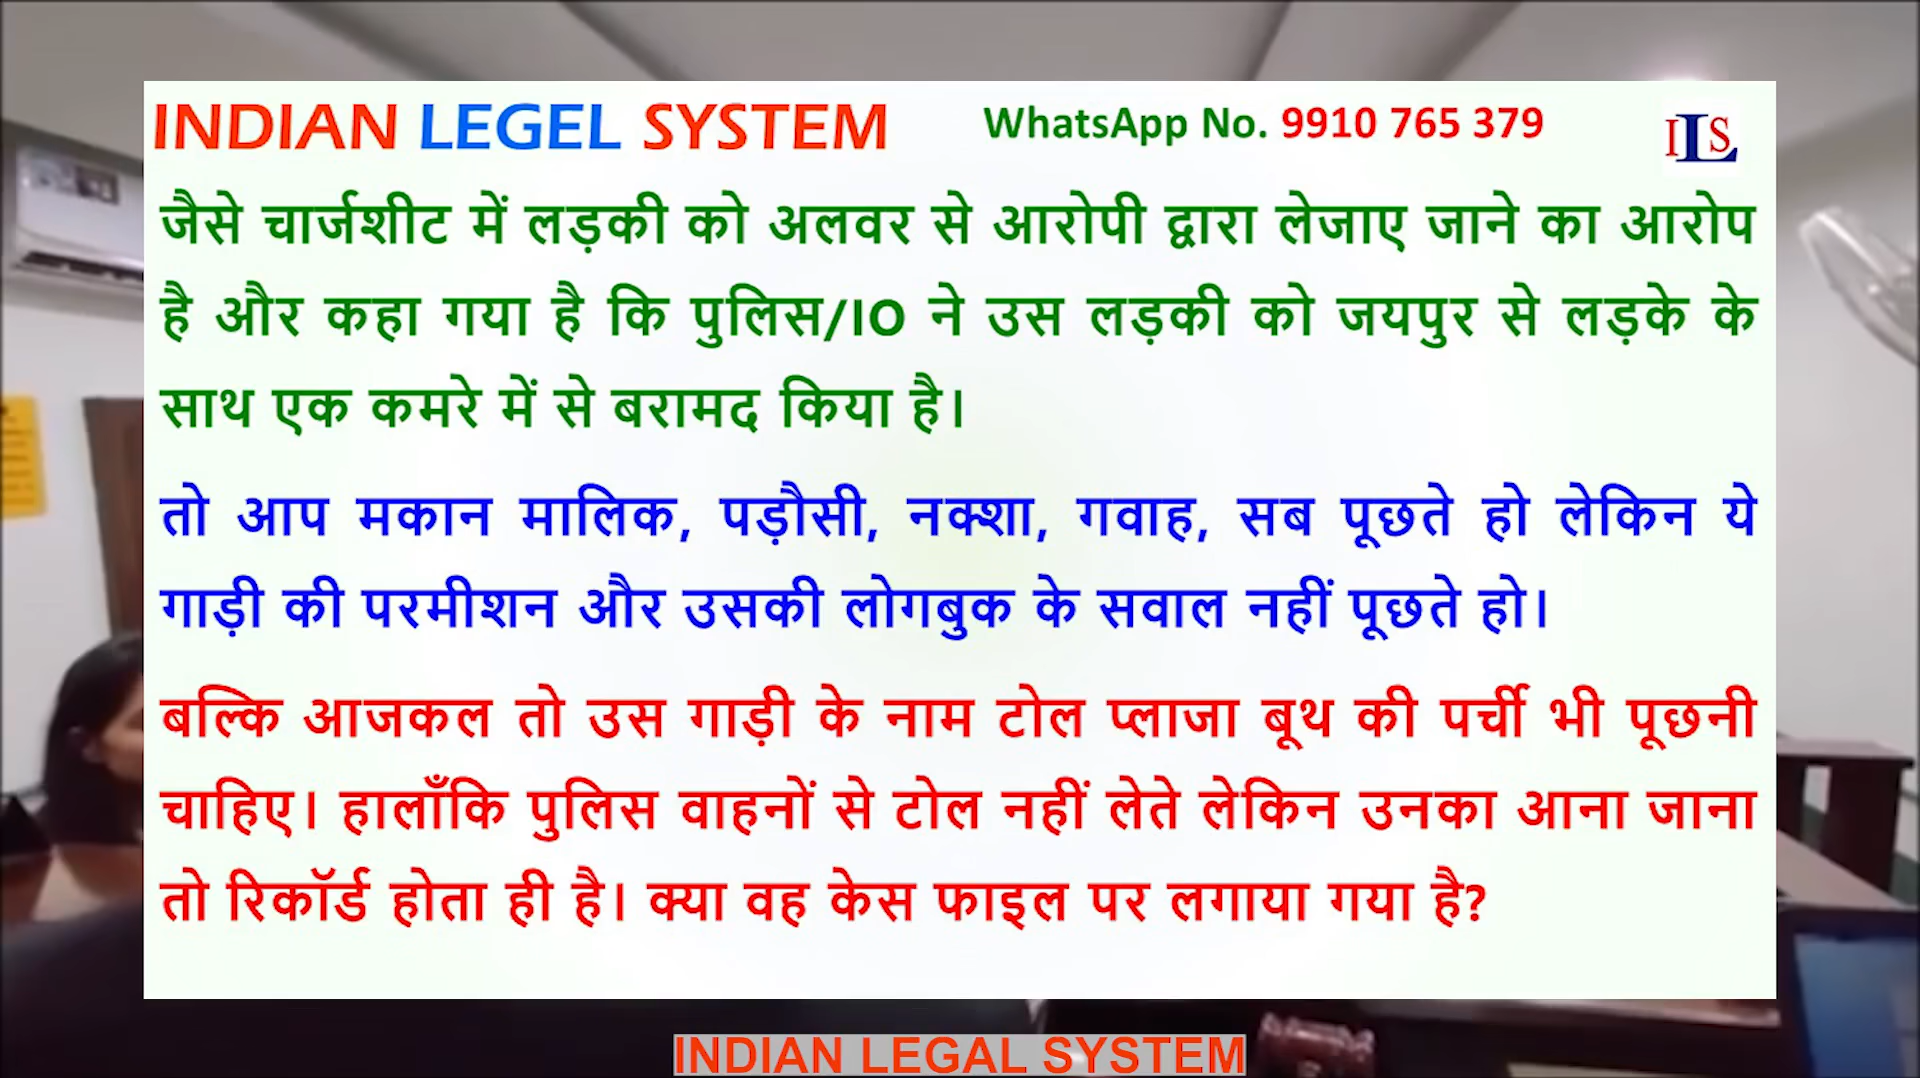 INDIAN LEGEL SYSTEM WhatsApp No. 9910 765 379 ILS
जैसे चार्जशीट में लड़की को अलवर से आरोपी द्वारा लेजाए जाने का आरोप
है और कहा गया है कि पुलिस/IO ने उस लड़की को जयपुर से लड़के के
साथ एक कमरे में से बरामद किया है।
तो आप मकान मालिक, पड़ौसी, नक्शा, गवाह, सब पूछते हो लेकिन ये
गाड़ी की परमीशन और उसकी लोगबुक के सवाल नहीं पूछते हो।
बल्कि आजकल तो उस गाड़ी के नाम टोल प्लाजा बूथ की पर्ची भी पूछनी
चाहिए। हालाँकि पुलिस वाहनों से टोल नहीं लेते लेकिन उनका आना जाना
तो रिकॉर्ड होता ही है। क्या वह केस फाइल पर लगाया गया है?
INDIAN LEGAL SYSTEM